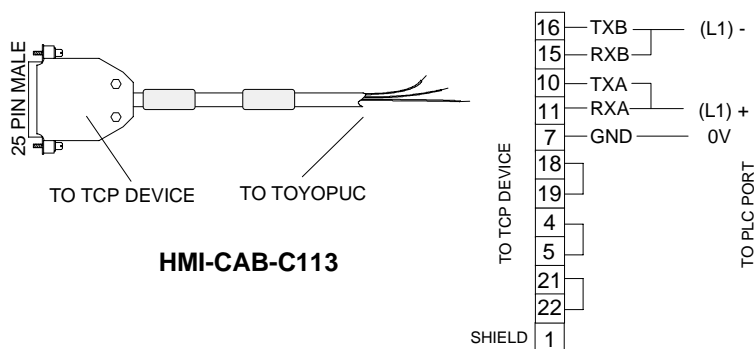 25 PIN MALE
TO TCP DEVICE
TO TOYOPUC
HMI-CAB-C113
TO TCP DEVICE
16 TXB (L1) -
15 RXB
10 TXA
11 RXA (L1) +
7 GND 0V
18
19
4
5
21
22
SHIELD 1
TO PLC PORT